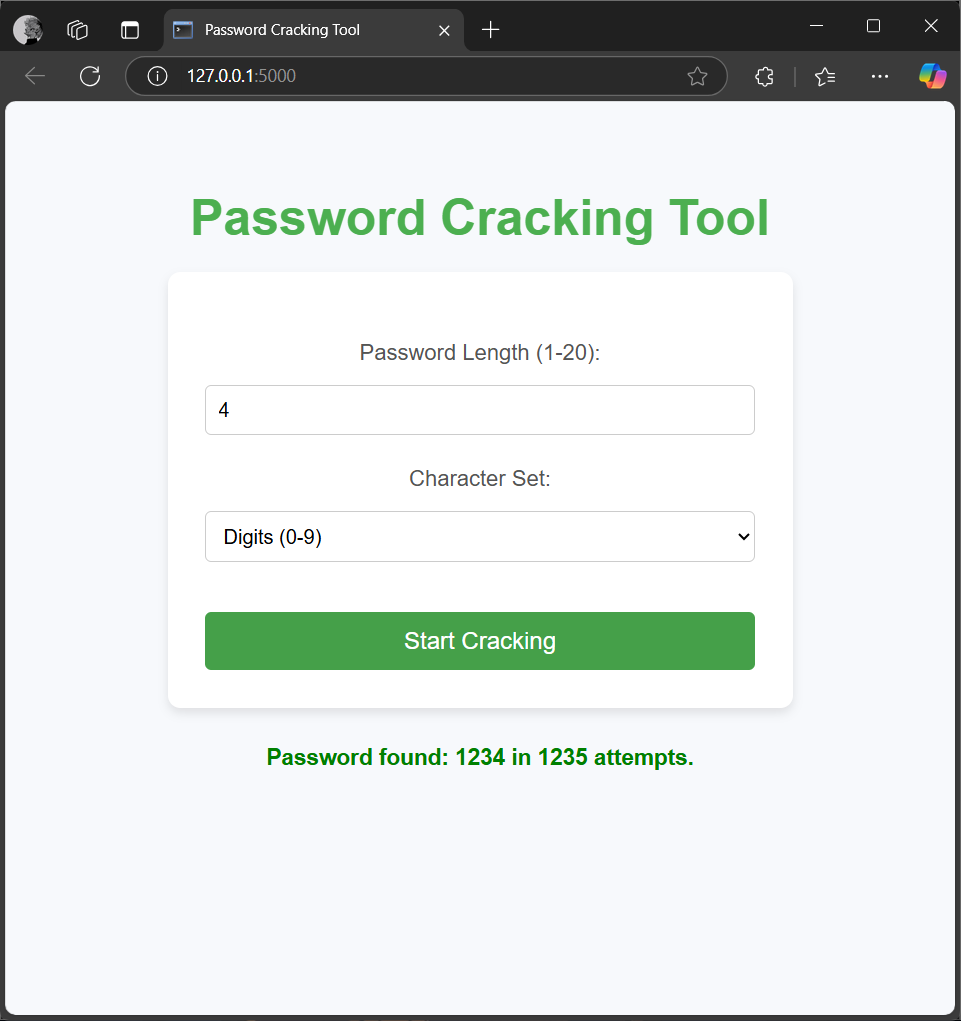 Password Cracking Tool
127.0.0.1:5000
Password Cracking Tool
Password Length (1-20):
4
Character Set:
Digits (0-9)
Start Cracking
Password found: 1234 in 1235 attempts.